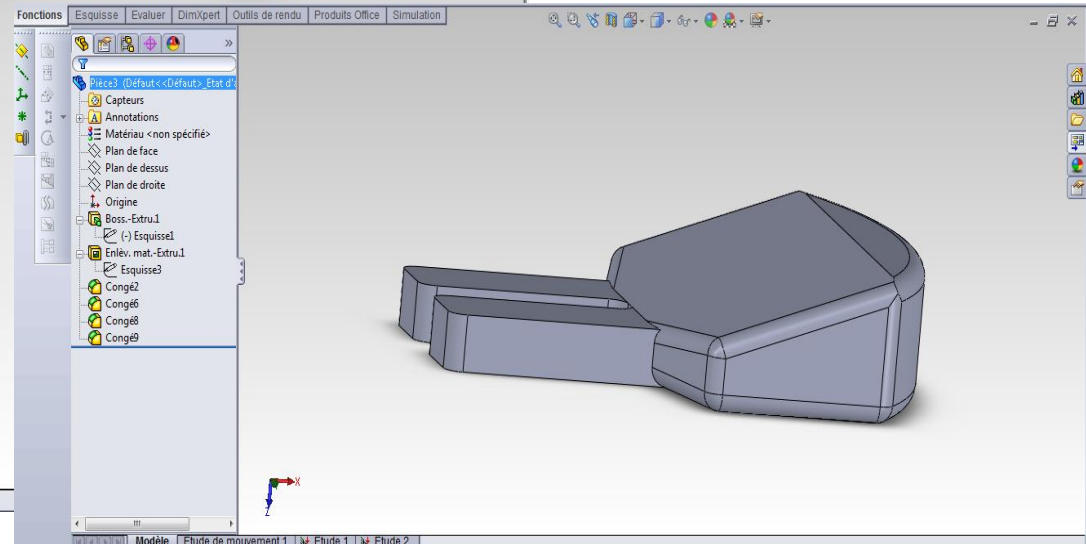 Fonctions Esquisse Evaluer DimXpert Outils de rendu Produits Office Simulation
Pièce3 (Défaut<<Défaut>_Etat d'a
Capteurs
Annotations
Matériau <non spécifié>
Plan de face
Plan de dessus
Plan de droite
Origine
Boss.-Extru.1
(-) Esquisse1
Enlèv. mat.-Extru.1
Esquisse3
Congé2
Congé6
Congé8
Congé9
X
Z
Modèle Etude de mouvement 1 Etude 1 Etude 2